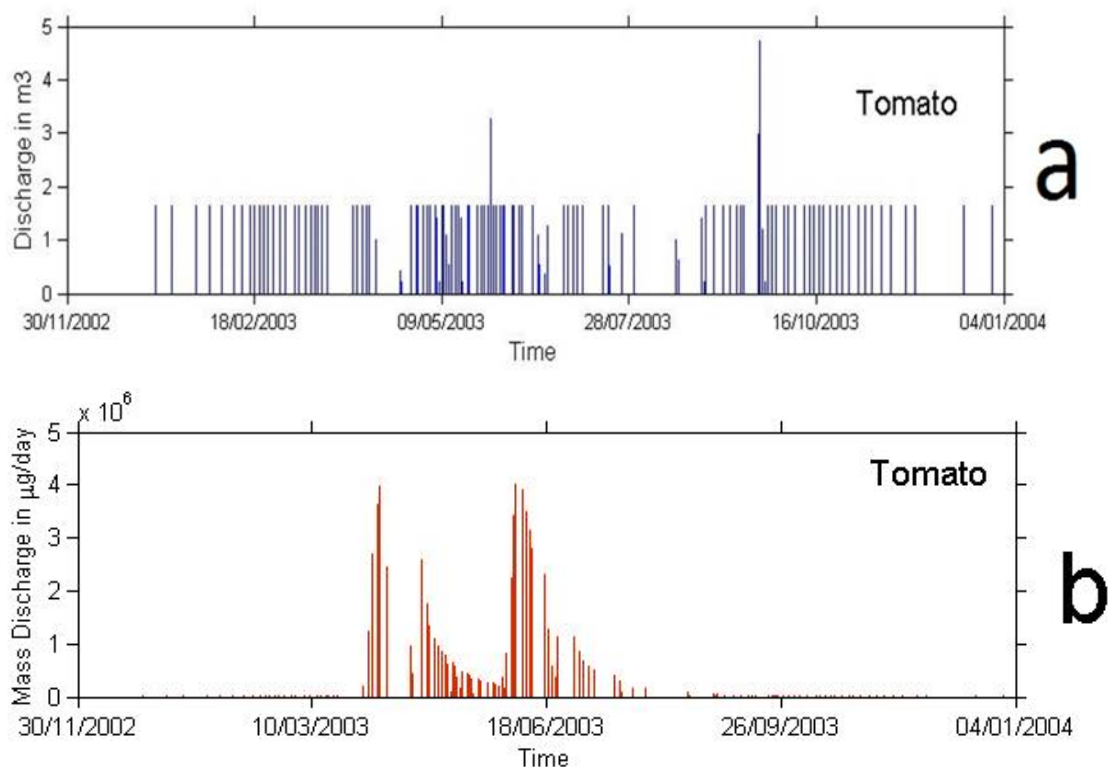 5
4
3
2
1
0
Discharge in m3
Tomato
a
30/11/2002 18/02/2003 09/05/2003 28/07/2003 16/10/2003 04/01/2004
Time
x 10⁶
5
4
3
2
1
0
Mass Discharge in µg/day
Tomato
b
30/11/2002 10/03/2003 18/06/2003 26/09/2003 04/01/2004
Time